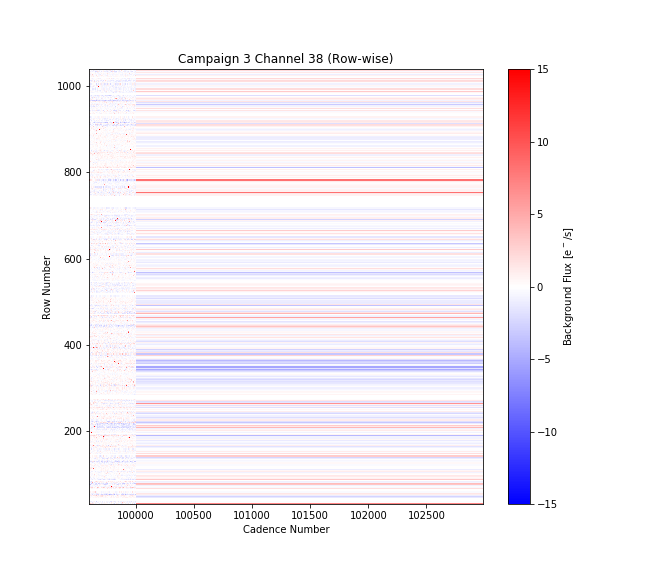 Campaign 3 Channel 38 (Row-wise)
1000
800
600
400
200
Row Number
100000 100500 101000 101500 102000 102500
Cadence Number
15
10
5
0
−5
−10
−15
Background Flux [e⁻/s]